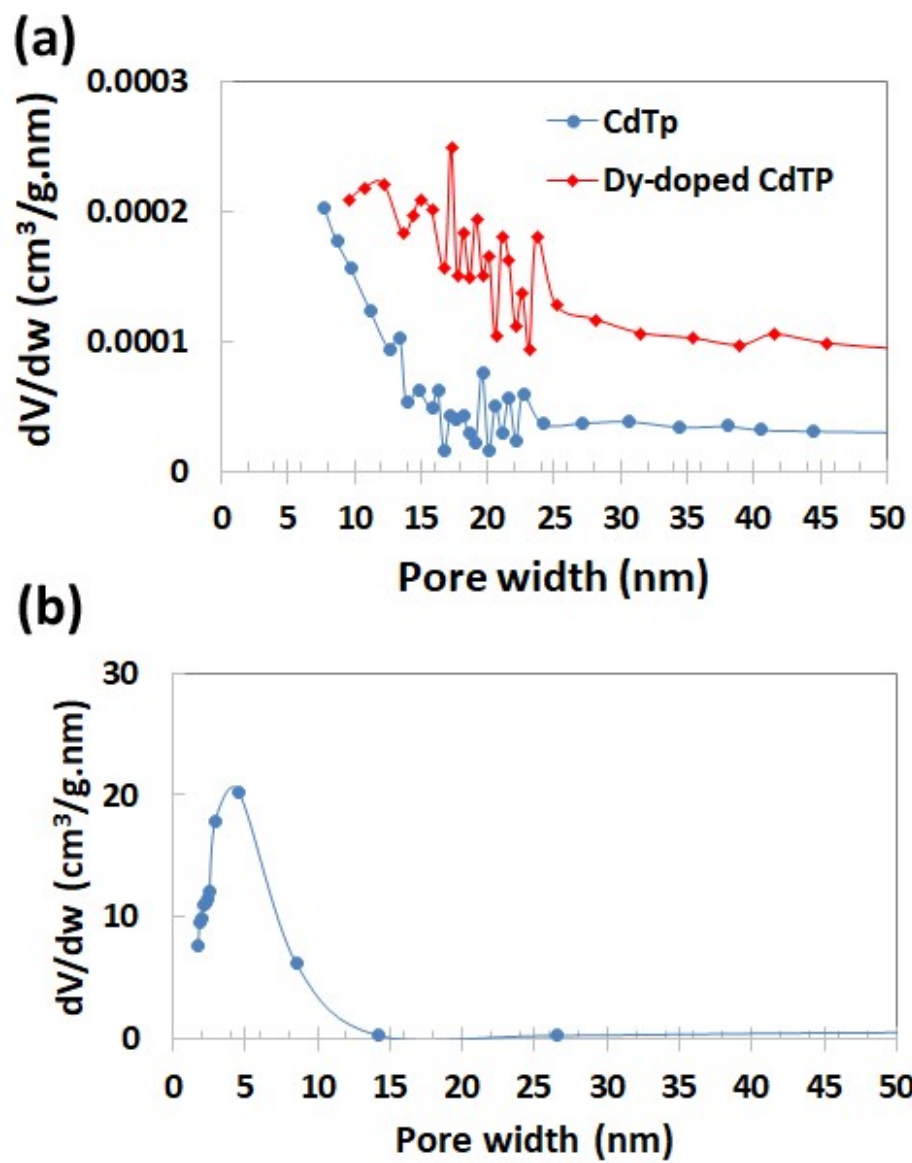 (a)
dV/dw (cm³/g.nm)
0.0003
0.0002
0.0001
0
CdTp
Dy-doped CdTP
0 5 10 15 20 25 30 35 40 45 50
Pore width (nm)
(b)
dV/dw (cm³/g.nm)
30
20
10
0
0 5 10 15 20 25 30 35 40 45 50
Pore width (nm)